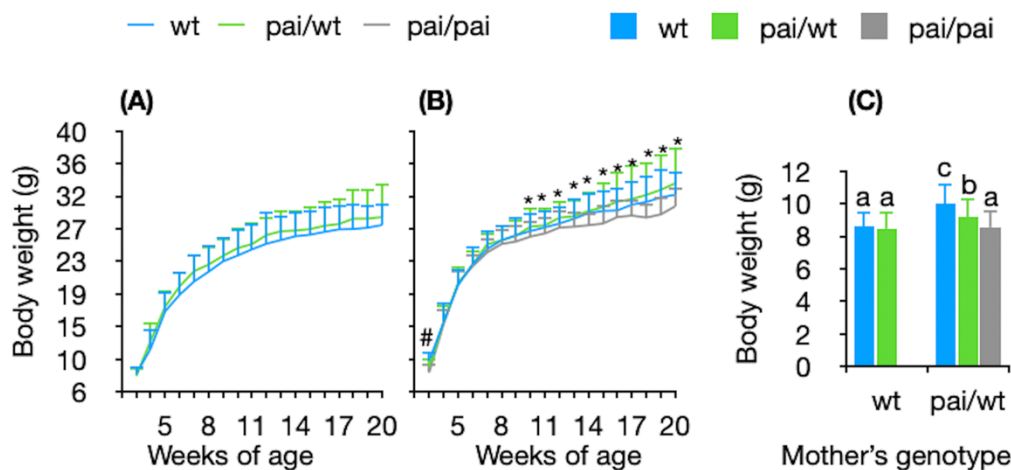 wt pai/wt pai/pai wt pai/wt pai/pai
(A) (B) (C)
Body weight (g)
40
36
32
27
23
19
15
10
6
5 8 11 14 17 20
Weeks of age
#
* * * * * * * * * * *
5 8 11 14 17 20
Weeks of age
Body weight (g)
12
10
8
6
4
2
0
a a c b a
wt pai/wt
Mother's genotype